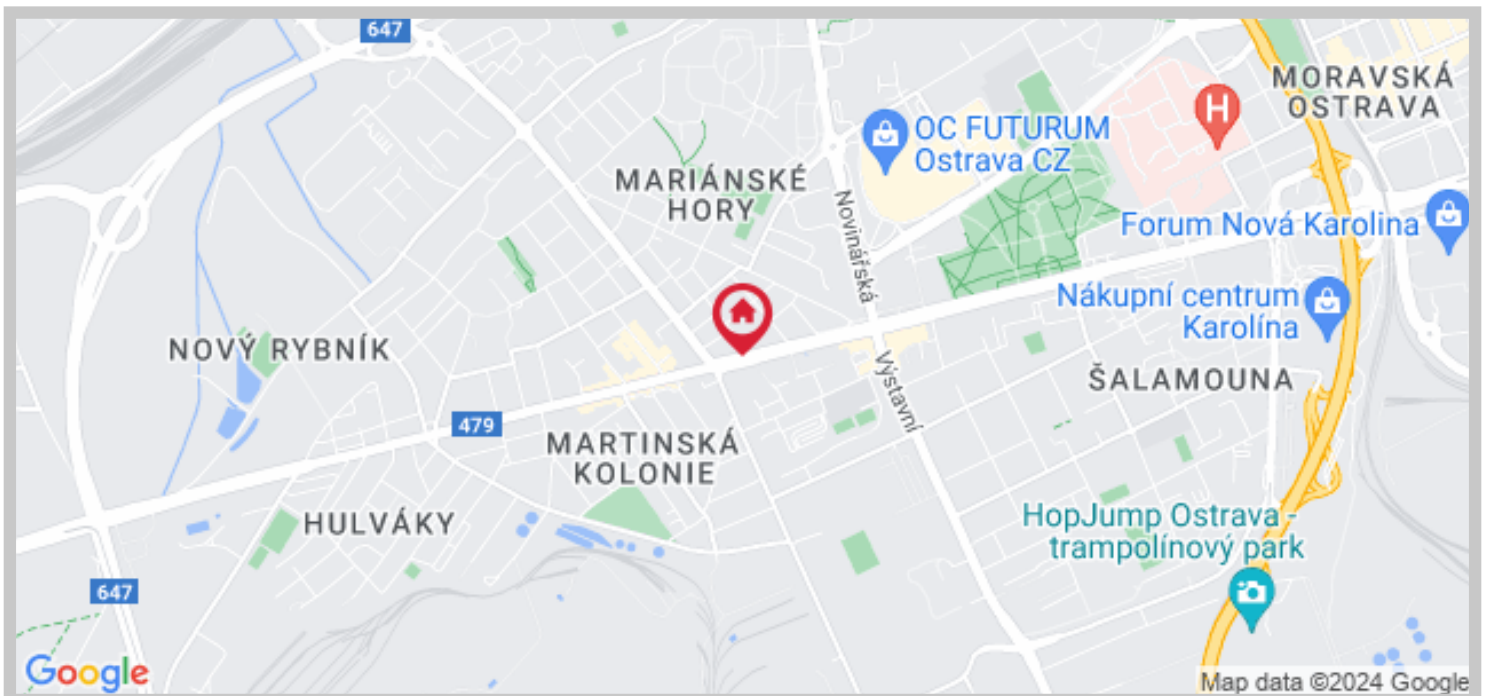 647
MORAVSKÁ
OSTRAVA
H
OC FUTURUM
Ostrava CZ
MARIÁNSKÉ
HORY
Novinářská
Forum Nová Karolina
Nákupní centrum
Karolína
NOVÝ RYBNÍK
Výstavní
ŠALAMOUNA
479
MARTINSKÁ
KOLONIE
HULVÁKY
HopJump Ostrava -
trampolínový park
647
Google
Map data ©2024 Google